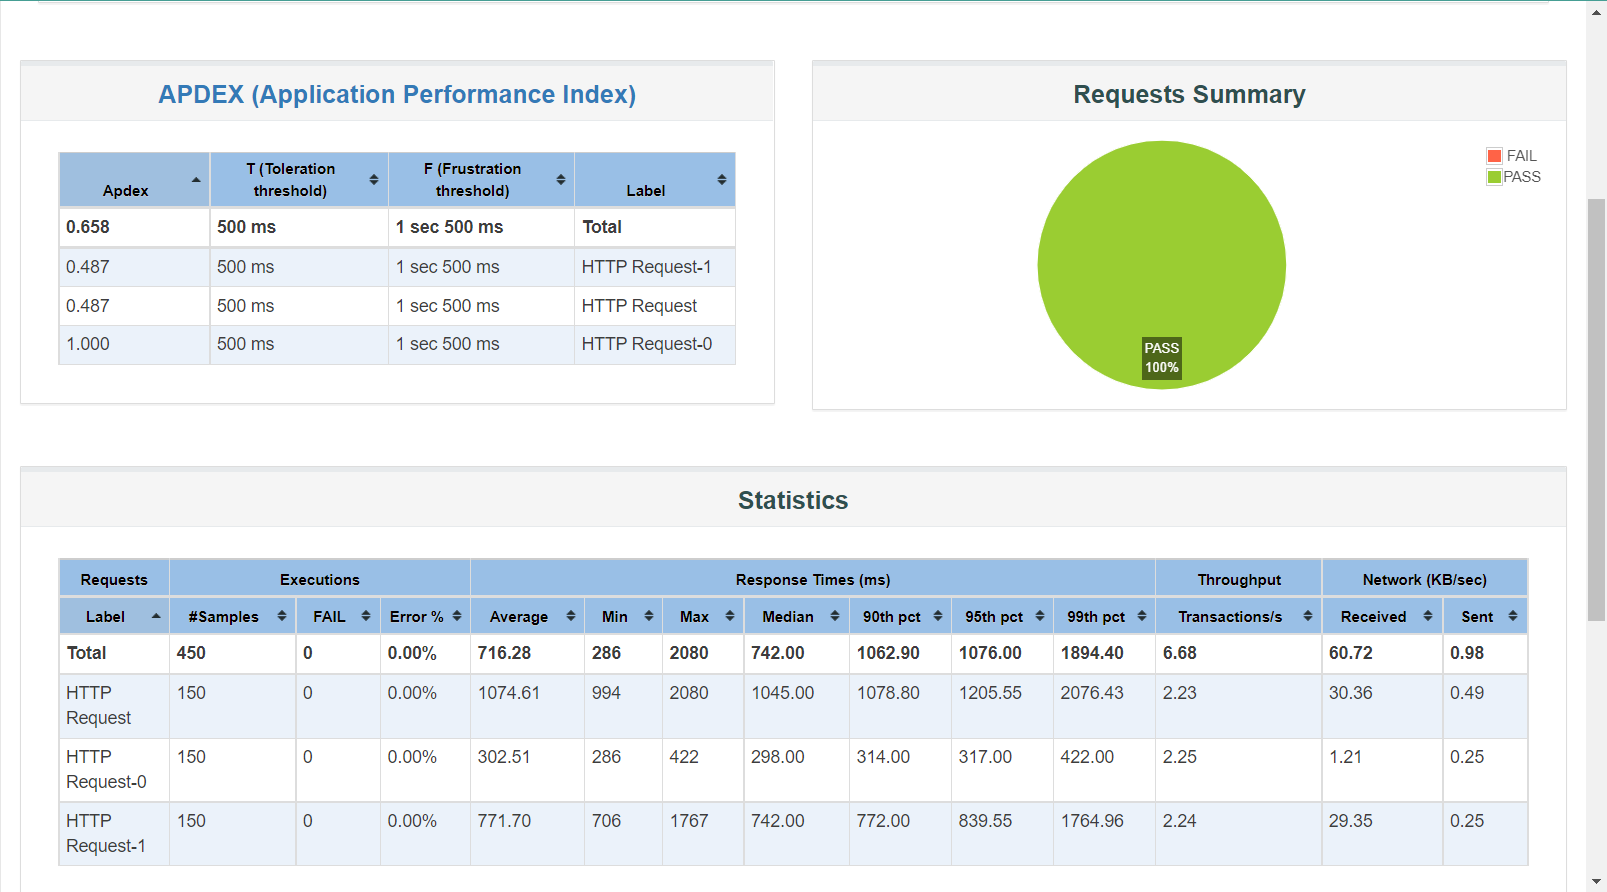 APDEX (Application Performance Index)
Apdex T (Toleration threshold) F (Frustration threshold) Label
0.658 500 ms 1 sec 500 ms Total
0.487 500 ms 1 sec 500 ms HTTP Request-1
0.487 500 ms 1 sec 500 ms HTTP Request
1.000 500 ms 1 sec 500 ms HTTP Request-0
Requests Summary
FAIL
PASS
PASS
100%
Statistics
Requests Executions Response Times (ms) Throughput Network (KB/sec)
Label #Samples FAIL Error % Average Min Max Median 90th pct 95th pct 99th pct Transactions/s Received Sent
Total 450 0 0.00% 716.28 286 2080 742.00 1062.90 1076.00 1894.40 6.68 60.72 0.98
HTTP Request 150 0 0.00% 1074.61 994 2080 1045.00 1078.80 1205.55 2076.43 2.23 30.36 0.49
HTTP Request-0 150 0 0.00% 302.51 286 422 298.00 314.00 317.00 422.00 2.25 1.21 0.25
HTTP Request-1 150 0 0.00% 771.70 706 1767 742.00 772.00 839.55 1764.96 2.24 29.35 0.25